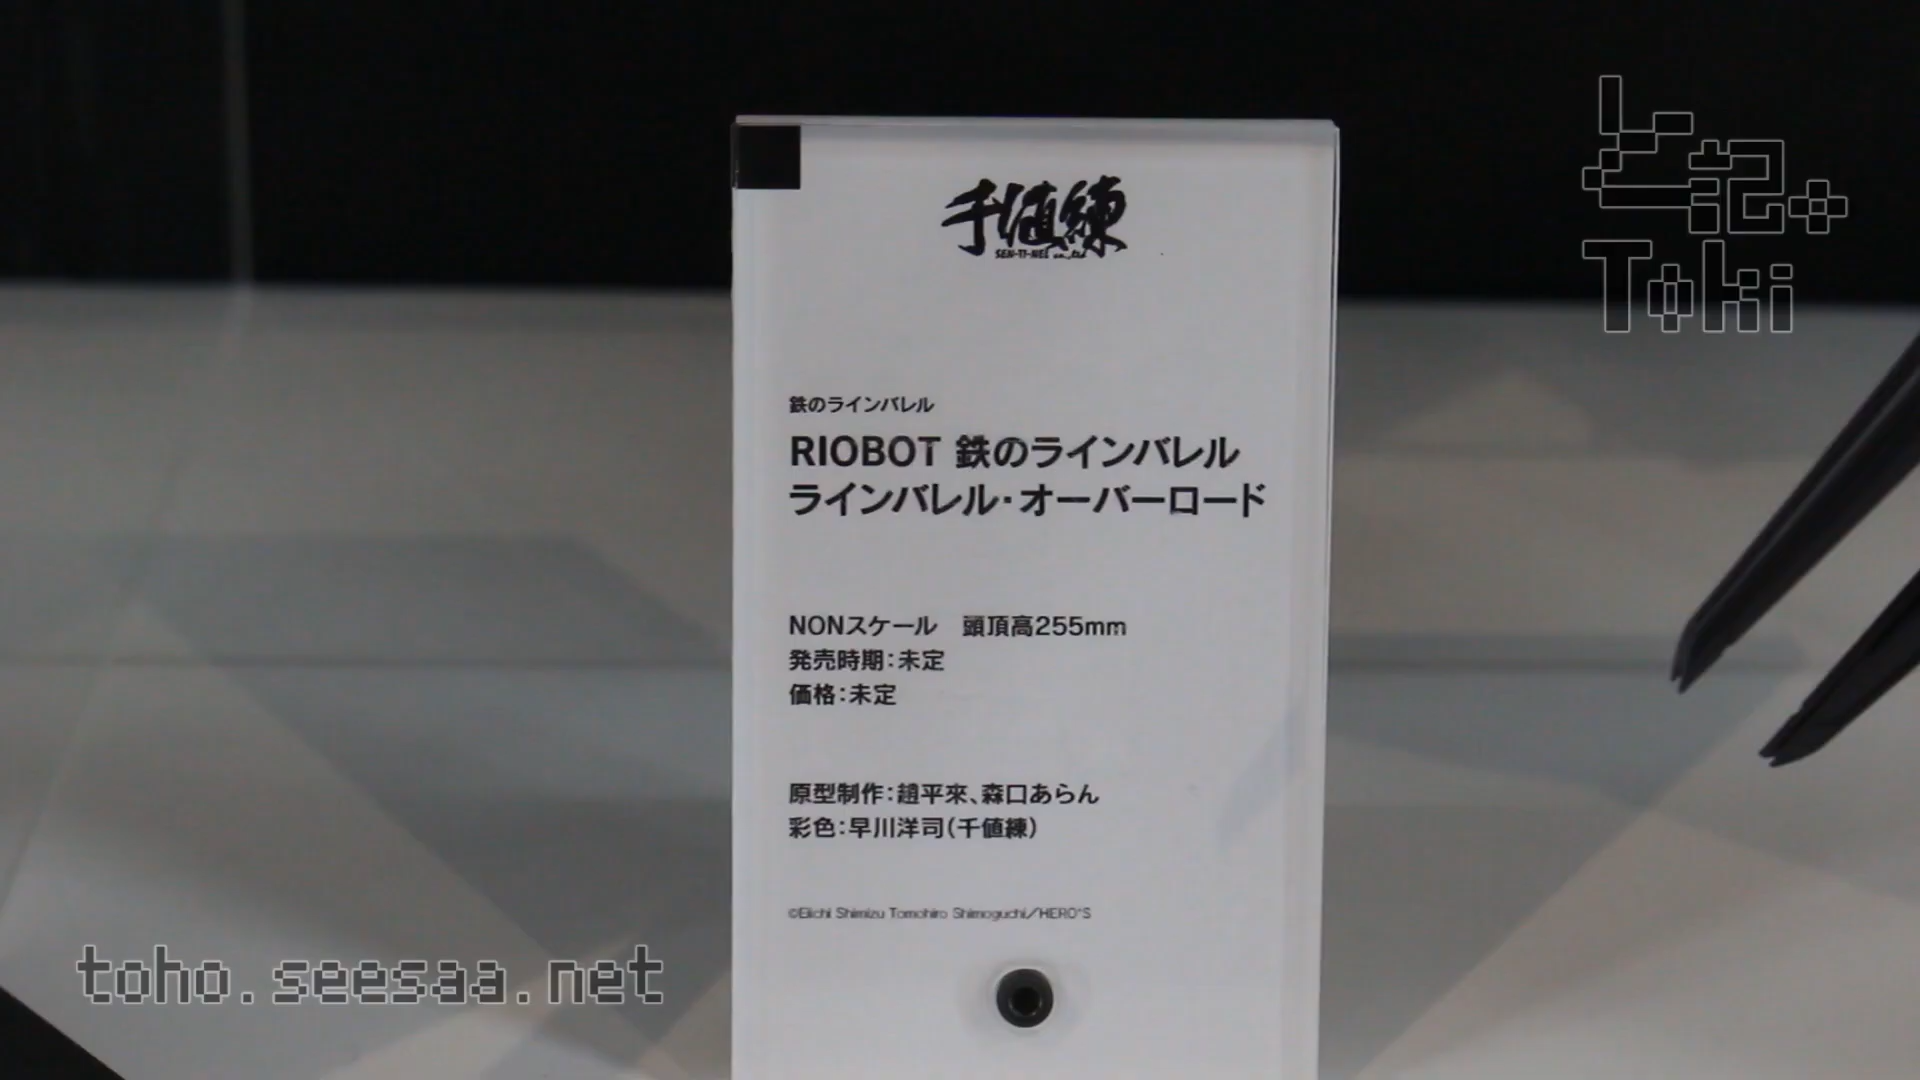 千値練
SEN-TI-NEL co.,ltd.
鉄のラインバレル
RIOBOT 鉄のラインバレル
ラインバレル・オーバーロード
NONスケール　頭頂高255mm
発売時期：未定
価格：未定
原型制作：趙平來、森口あらん
彩色：早川洋司（千値練）
©Eiichi Shimizu Tomohiro Shimoguchi／HERO'S
と記+
Toki
toho.seesaa.net